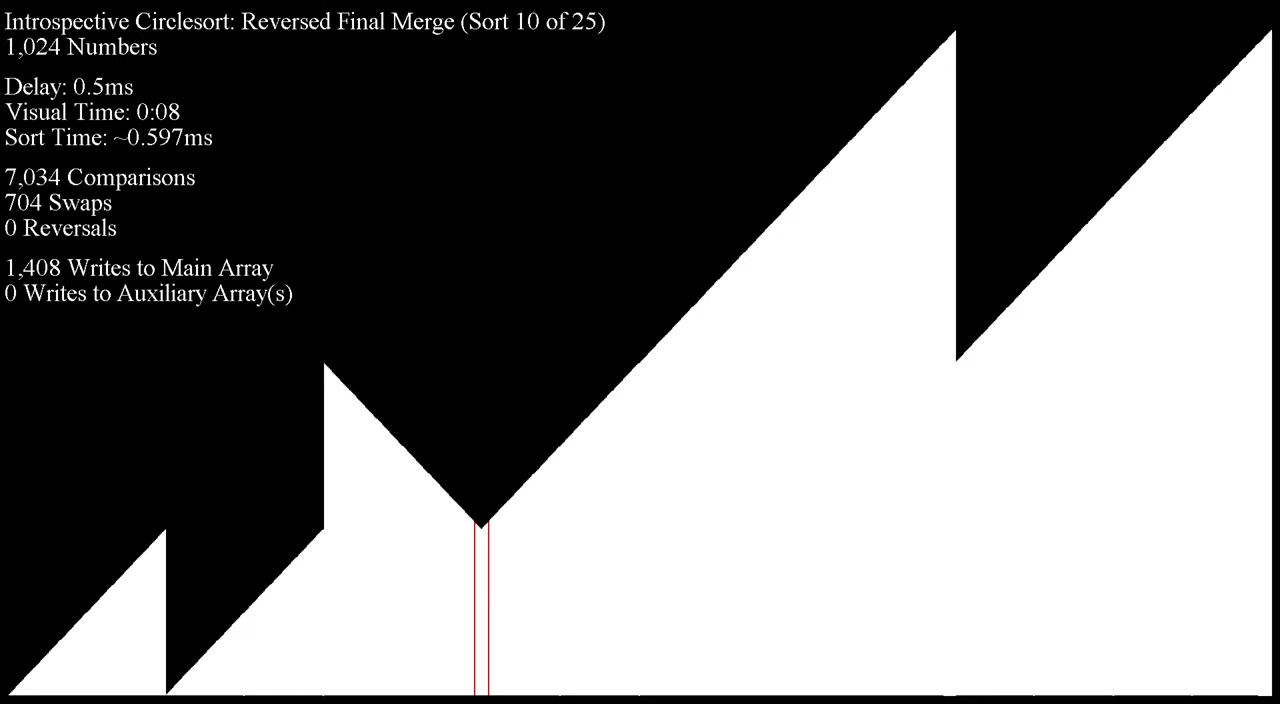 Introspective Circlesort: Reversed Final Merge (Sort 10 of 25)
1,024 Numbers
Delay: 0.5ms
Visual Time: 0:08
Sort Time: ~0.597ms
7,034 Comparisons
704 Swaps
0 Reversals
1,408 Writes to Main Array
0 Writes to Auxiliary Array(s)